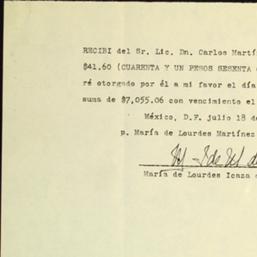 RECIBI del Sr. Lic. Dn. Carlos Martí
$41.60 (CUARENTA Y UN PESOS SESENTA
ré otorgado por él a mi favor el día
suma de $7,055.06 con vencimiento el
México, D.F. julio 18 de
p. María de Lourdes Martínez
María de Lourdes Icaza